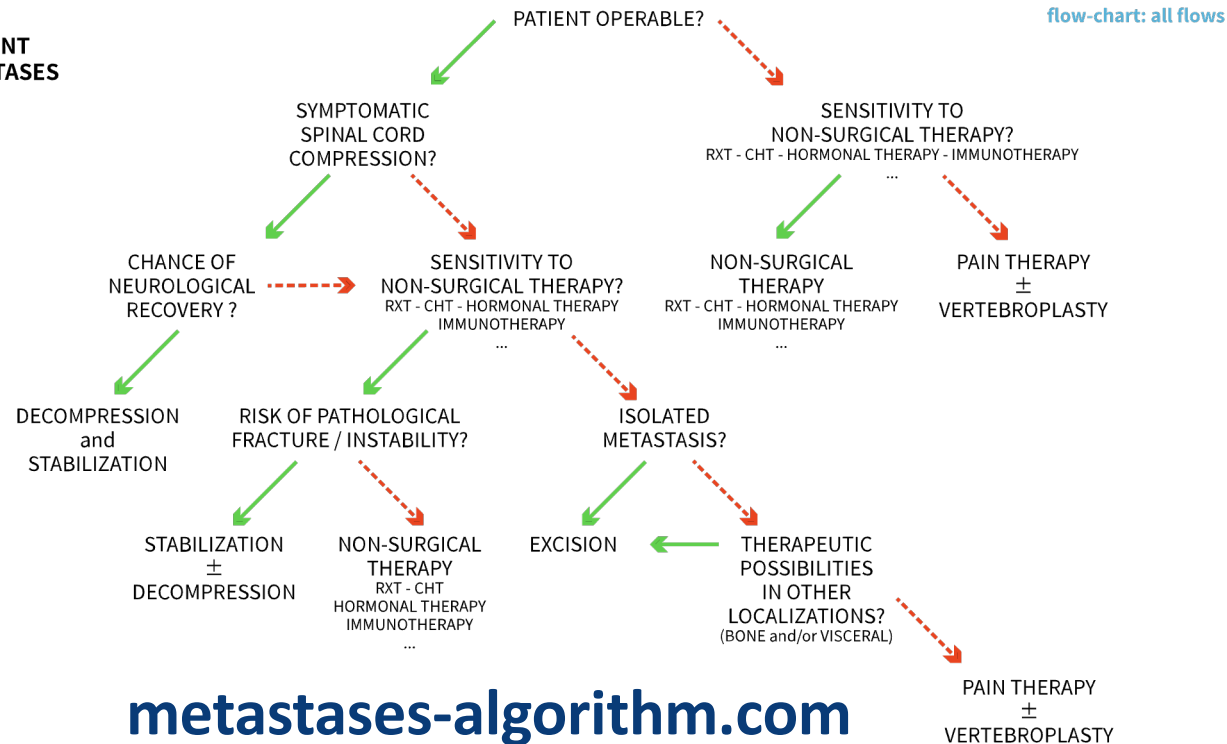 PATIENT OPERABLE?
flow-chart: all flows
NT
TASES
SYMPTOMATIC
SPINAL CORD
COMPRESSION?
SENSITIVITY TO
NON-SURGICAL THERAPY?
RXT - CHT - HORMONAL THERAPY - IMMUNOTHERAPY
...
CHANCE OF
NEUROLOGICAL
RECOVERY ?
SENSITIVITY TO
NON-SURGICAL THERAPY?
RXT - CHT - HORMONAL THERAPY
IMMUNOTHERAPY
...
NON-SURGICAL
THERAPY
RXT - CHT - HORMONAL THERAPY
IMMUNOTHERAPY
...
PAIN THERAPY
±
VERTEBROPLASTY
DECOMPRESSION
and
STABILIZATION
RISK OF PATHOLOGICAL
FRACTURE / INSTABILITY?
ISOLATED
METASTASIS?
STABILIZATION
±
DECOMPRESSION
NON-SURGICAL
THERAPY
RXT - CHT
HORMONAL THERAPY
IMMUNOTHERAPY
...
EXCISION
THERAPEUTIC
POSSIBILITIES
IN OTHER
LOCALIZATIONS?
(BONE and/or VISCERAL)
PAIN THERAPY
±
VERTEBROPLASTY
metastases-algorithm.com